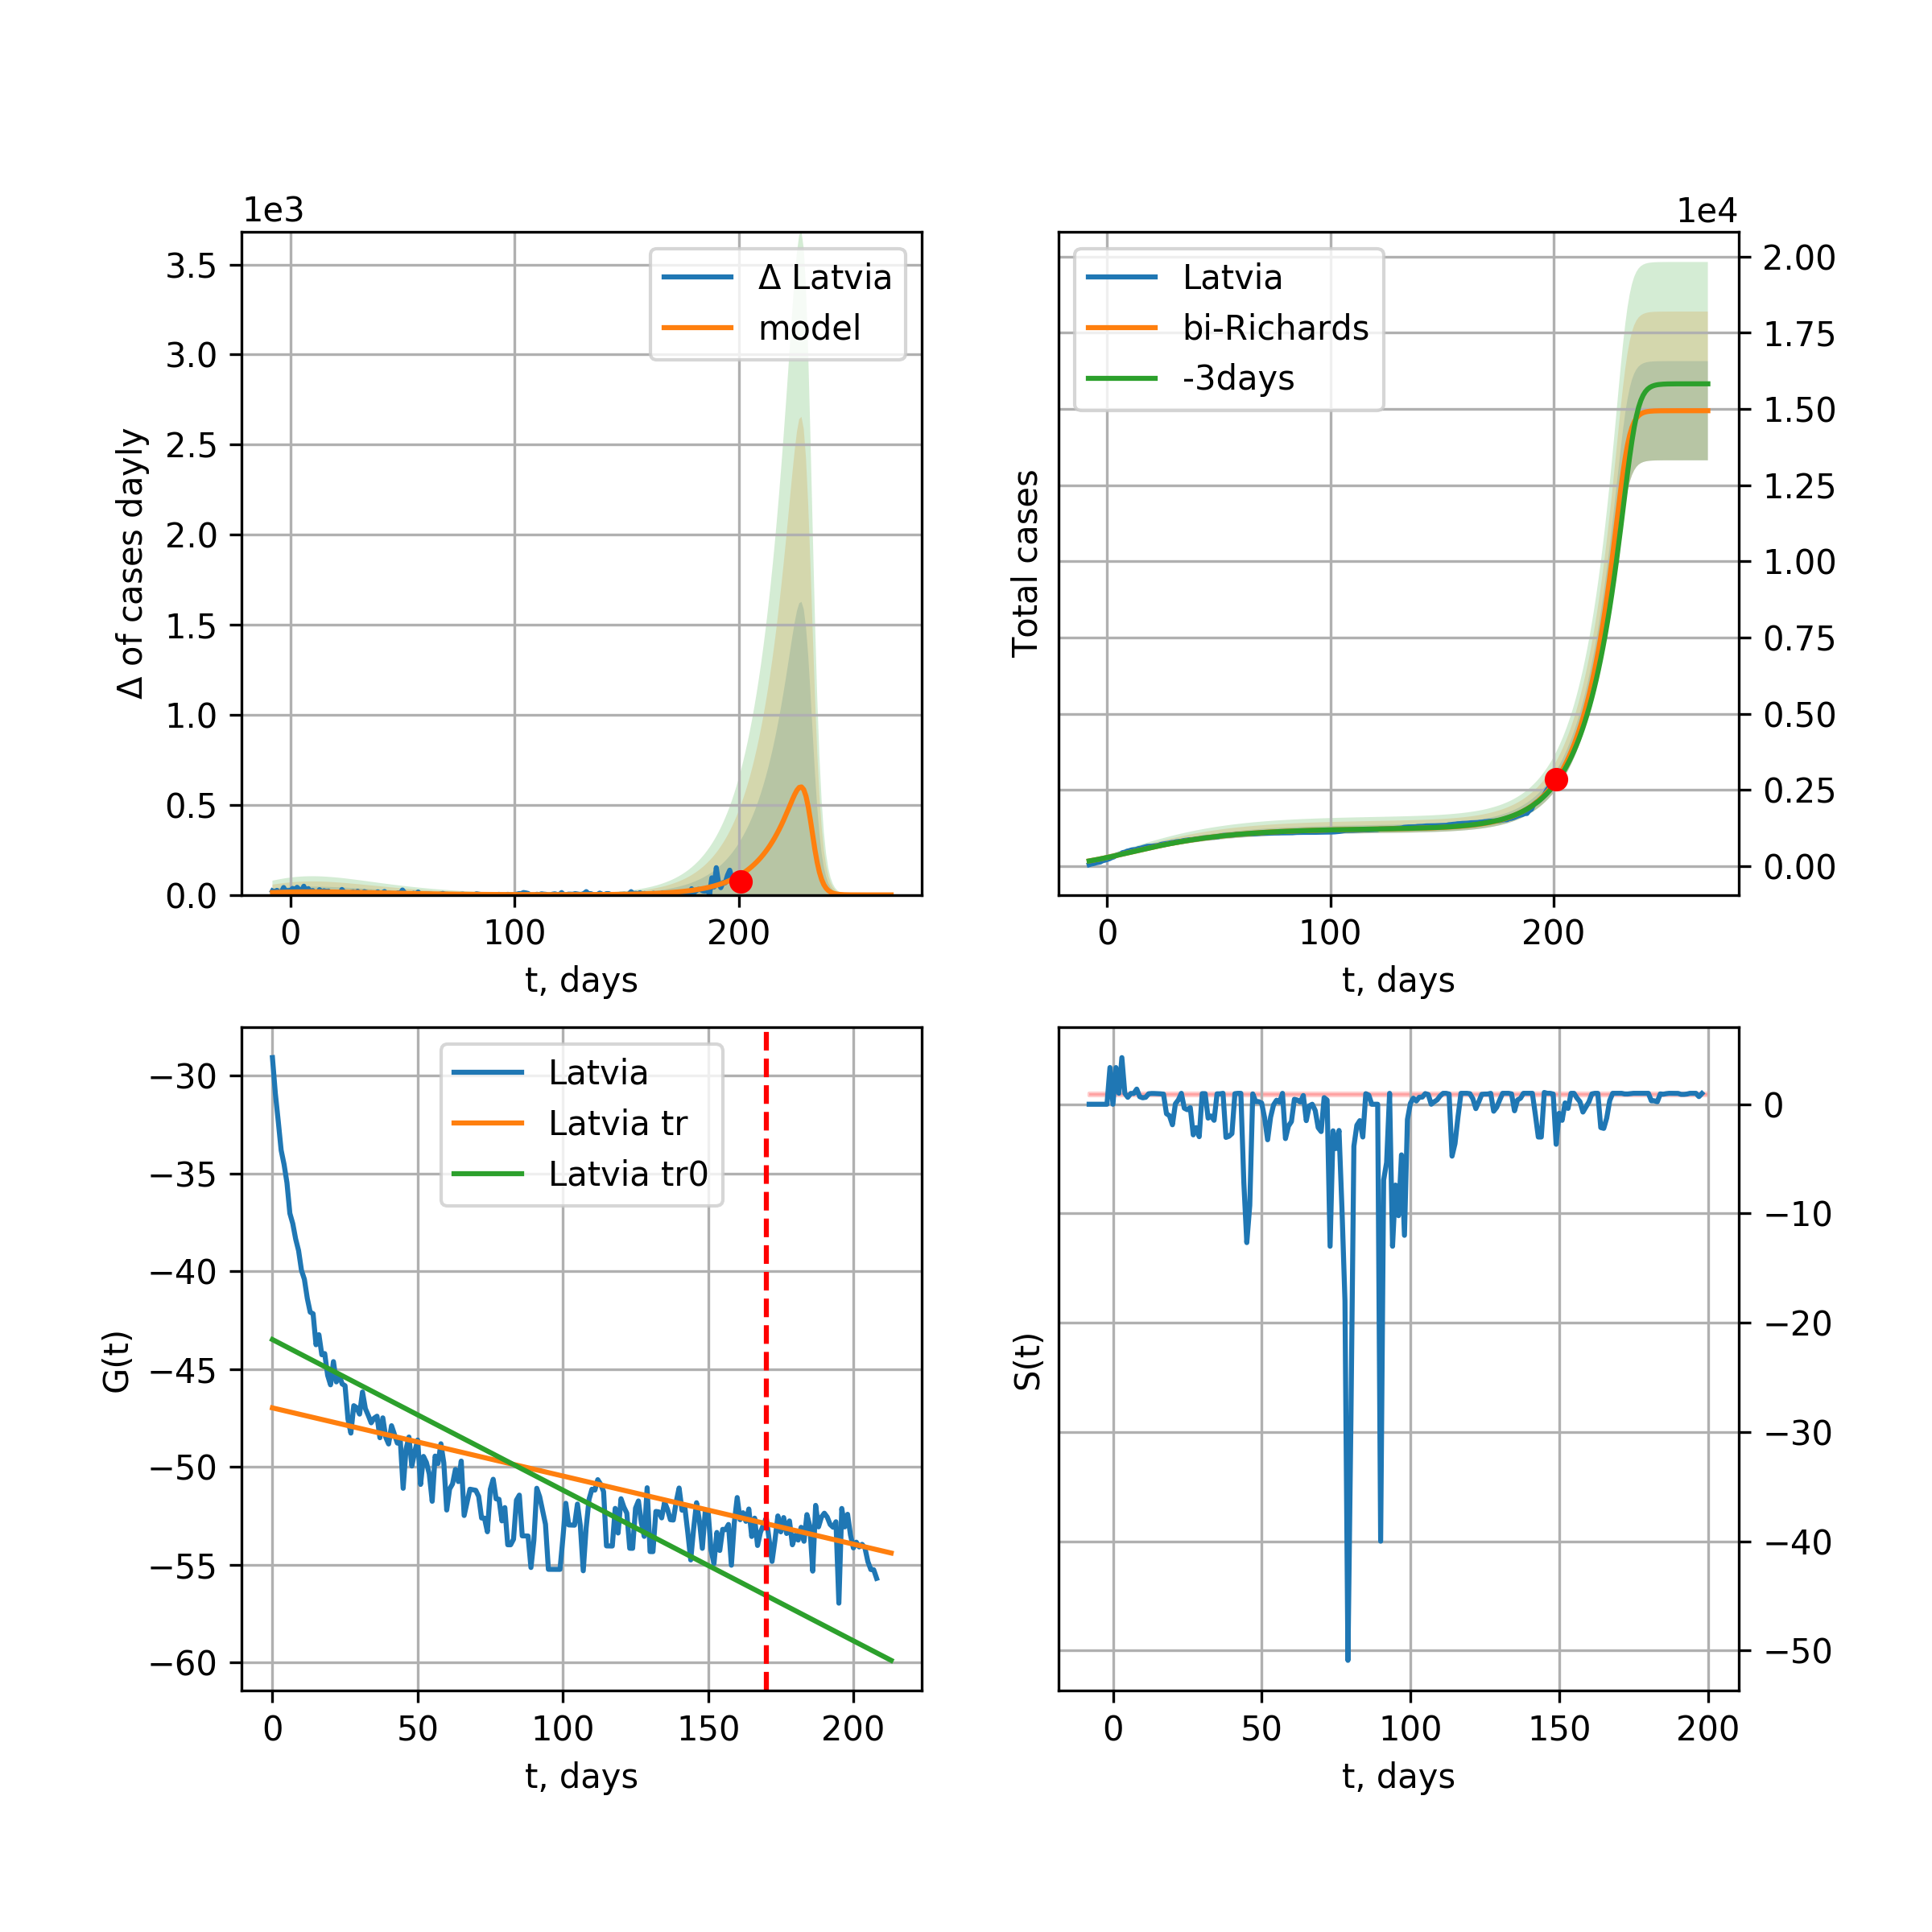 1e3
3.5
3.0
2.5
2.0
1.5
1.0
0.5
0.0
Δ of cases dayly
Δ Latvia
model
0 100 200
t, days
1e4
Total cases
Latvia
bi-Richards
-3days
2.00
1.75
1.50
1.25
1.00
0.75
0.50
0.25
0.00
0 100 200
t, days
−30
−35
−40
−45
−50
−55
−60
G(t)
Latvia
Latvia tr
Latvia tr0
0 50 100 150 200
t, days
S(t)
0
−10
−20
−30
−40
−50
0 50 100 150 200
t, days